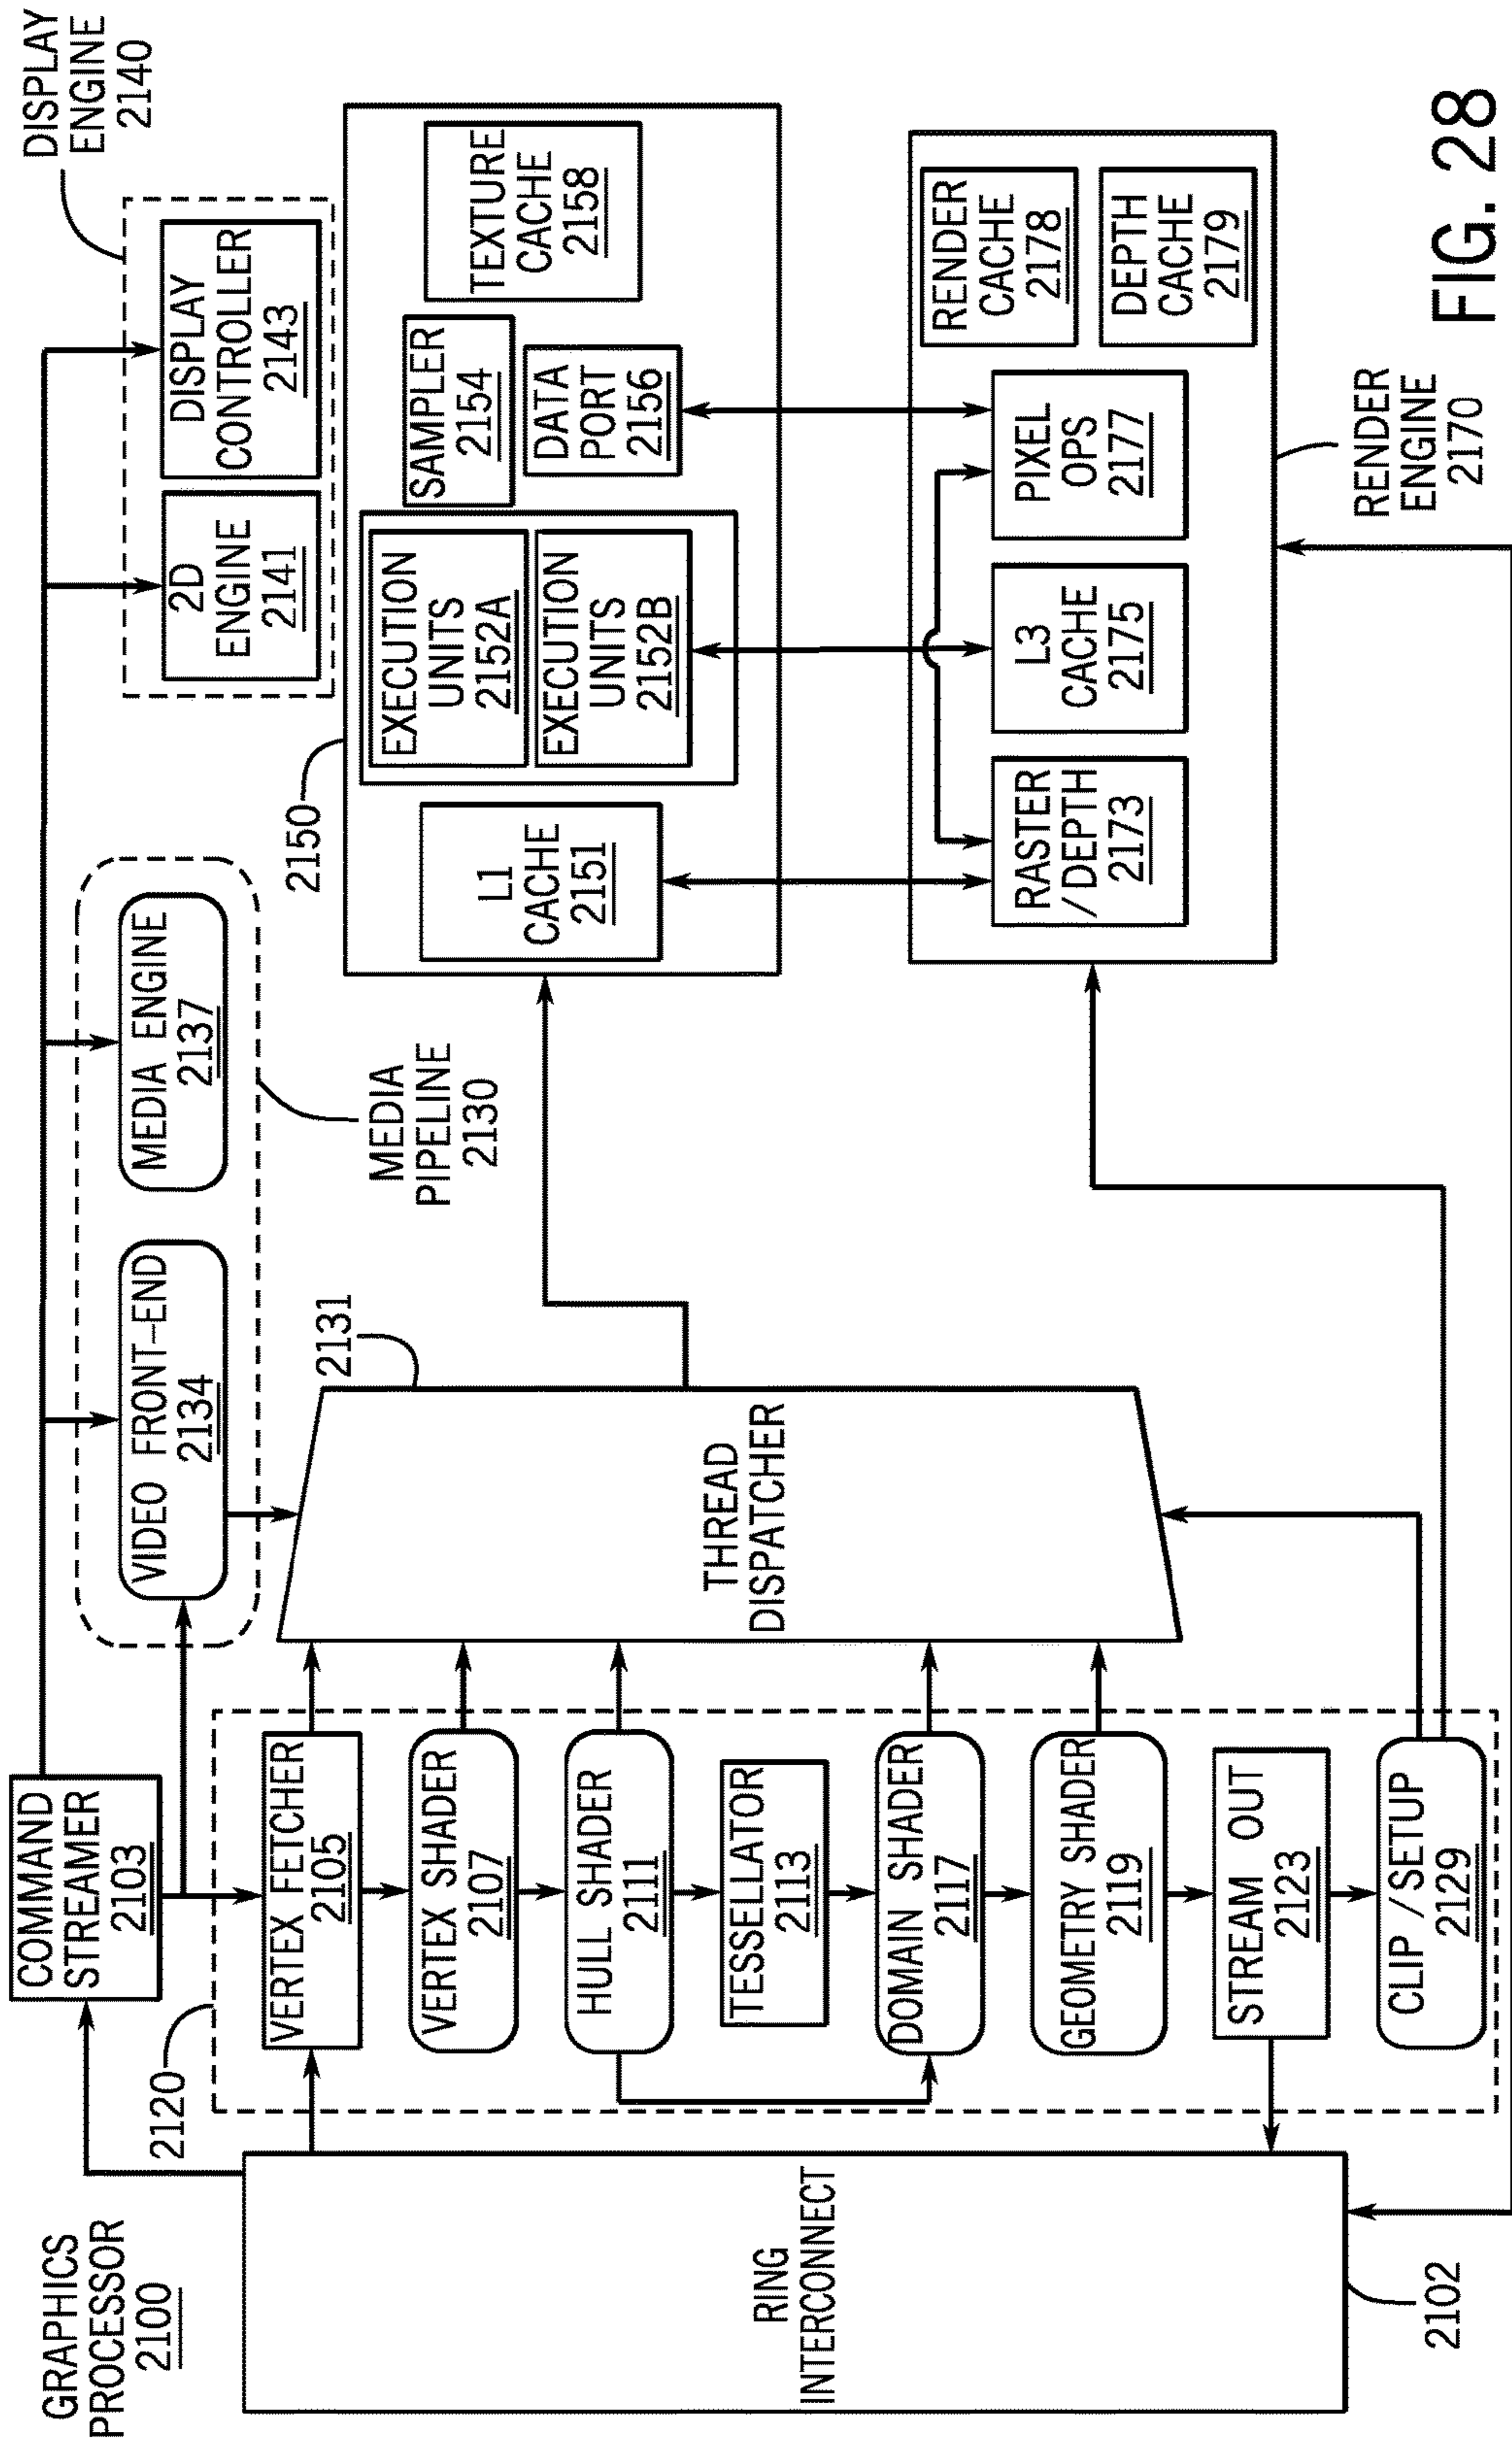 GRAPHICS
PROCESSOR
2100
COMMAND
STREAMER
2103
2120
VERTEX FETCHER
2105
VERTEX SHADER
2107
HULL SHADER
2111
TESSELLATOR
2113
DOMAIN SHADER
2117
GEOMETRY SHADER
2119
STREAM OUT
2123
CLIP/SETUP
2129
RING
INTERCONNECT
2102
VIDEO FRONT-END
2134
MEDIA ENGINE
2137
MEDIA
PIPELINE
2130
THREAD
DISPATCHER
2131
DISPLAY
ENGINE
2140
2D
ENGINE
2141
DISPLAY
CONTROLLER
2143
2150
L1
CACHE
2151
EXECUTION
UNITS
2152A
EXECUTION
UNITS
2152B
SAMPLER
2154
DATA
PORT
2156
TEXTURE
CACHE
2158
RASTER
/DEPTH
2173
L3
CACHE
2175
PIXEL
OPS
2177
RENDER
CACHE
2178
DEPTH
CACHE
2179
RENDER
ENGINE
2170
FIG. 28